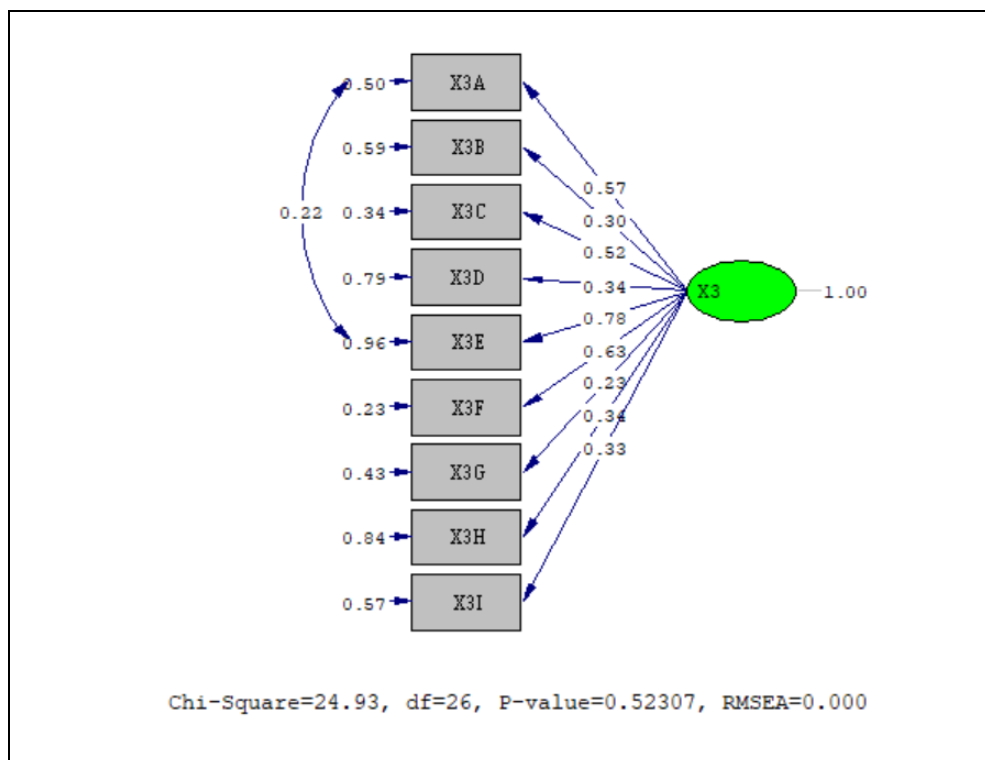 0.50 X3A
0.57
0.59 X3B
0.30
0.22 0.34 X3C
0.52
0.79 X3D 0.34
X3 1.00
0.78
0.96 X3E
0.63
0.23
0.23 X3F
0.34
0.33
0.43 X3G
0.84 X3H
0.57 X3I
Chi-Square=24.93, df=26, P-value=0.52307, RMSEA=0.000